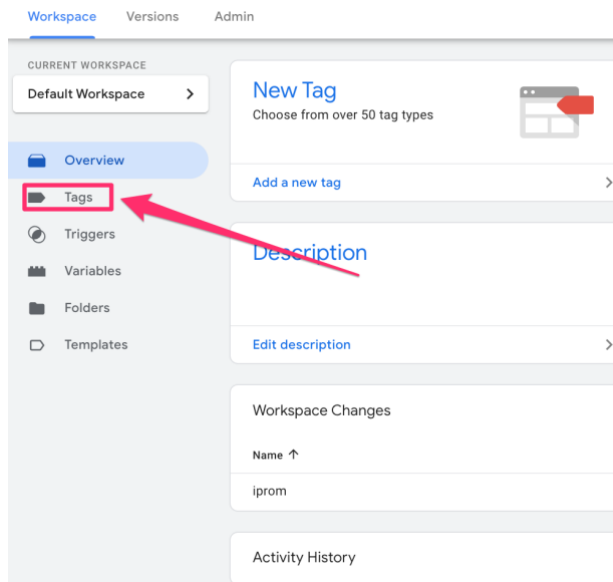 Workspace Versions Admin
CURRENT WORKSPACE
Default Workspace
Overview
Tags
Triggers
Variables
Folders
Templates
New Tag
Choose from over 50 tag types
Add a new tag
Description
Edit description
Workspace Changes
Name ↑
iprom
Activity History